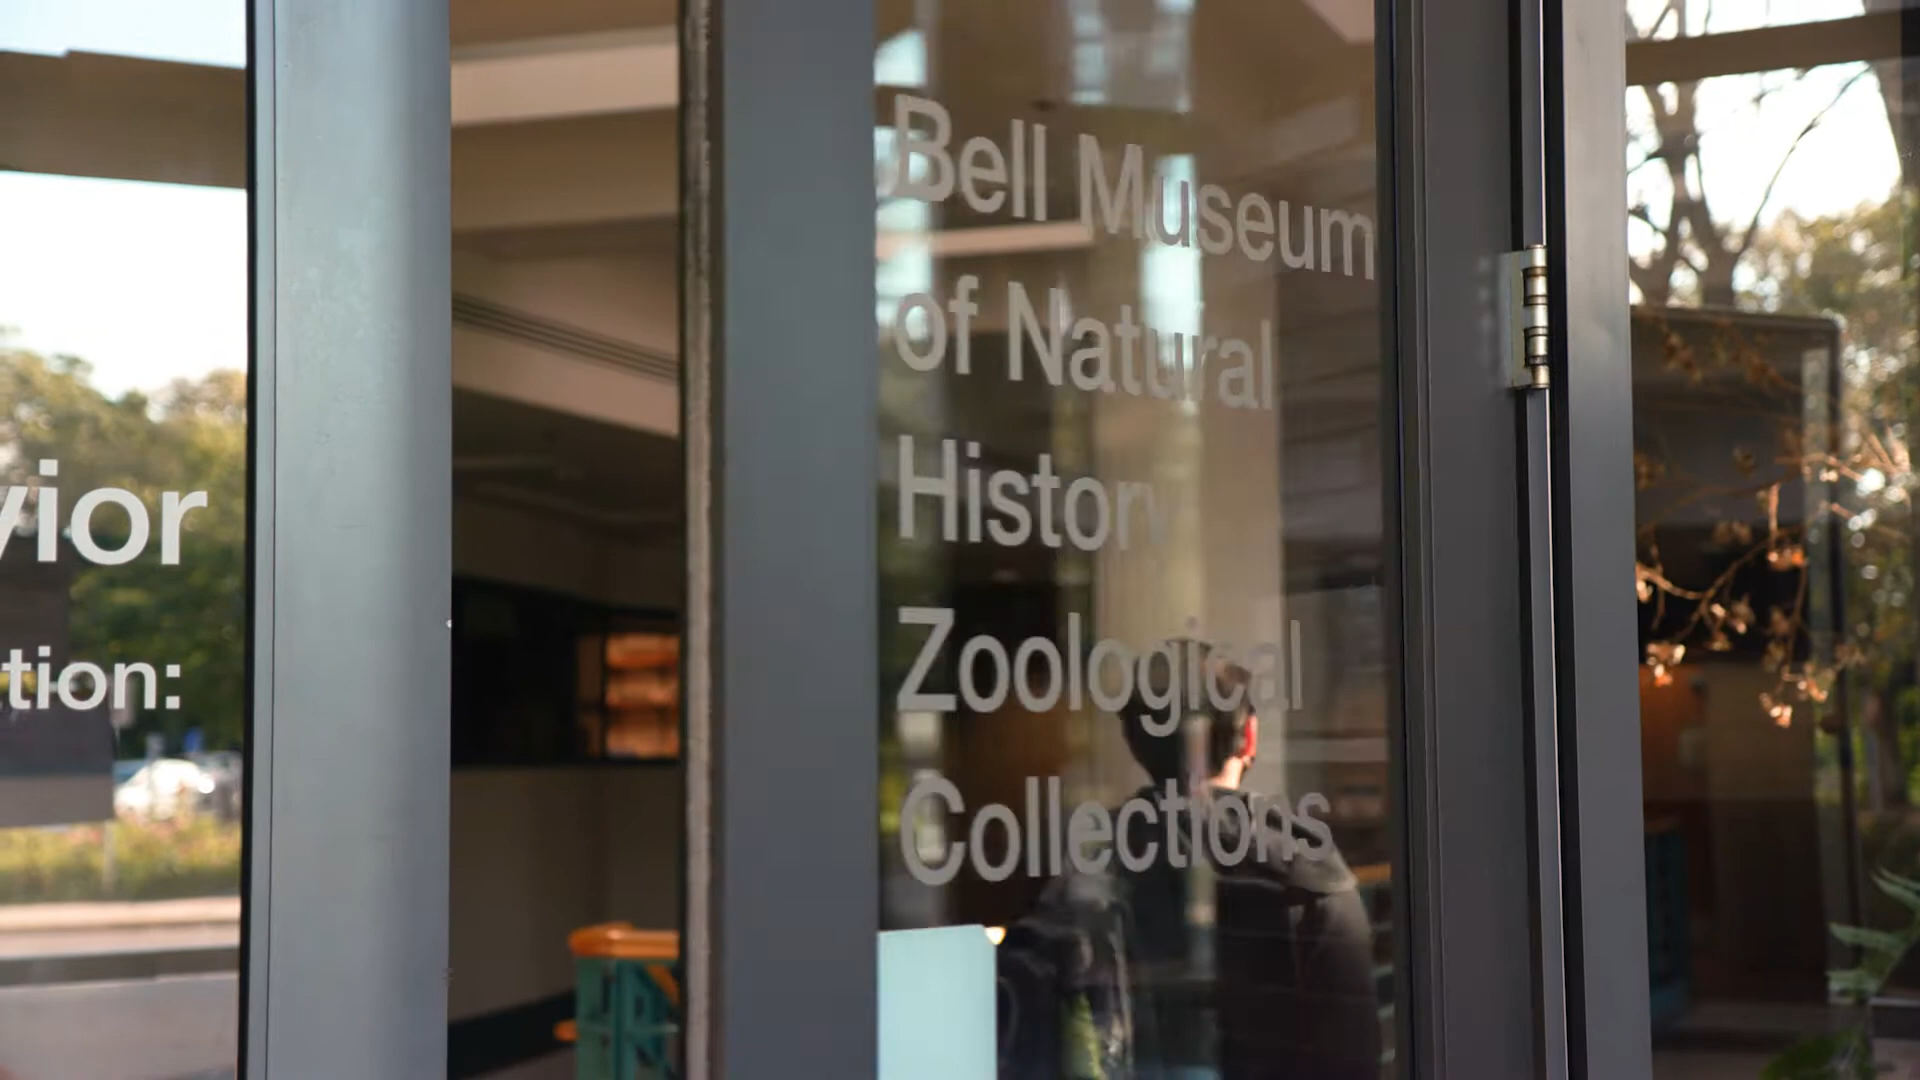 vior
tion:
Bell Museum
of Natural
History
Zoological
Collections